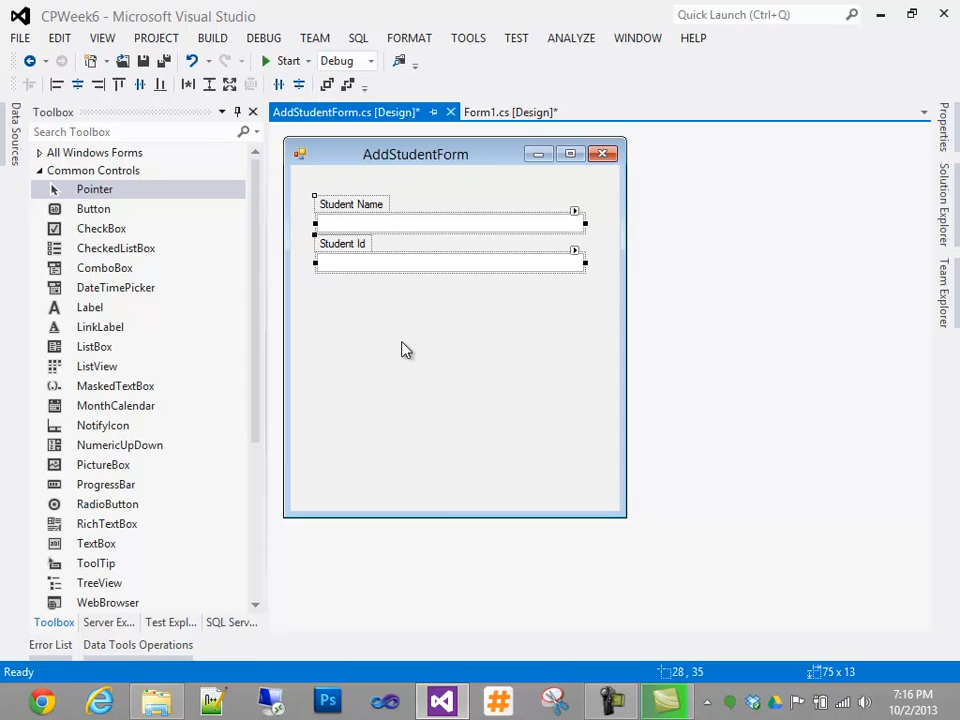 CPWeek6 - Microsoft Visual Studio
Quick Launch (Ctrl+Q)
FILE EDIT VIEW PROJECT BUILD DEBUG TEAM SQL FORMAT TOOLS TEST ANALYZE WINDOW HELP
Start Debug
Data Sources
Toolbox
Search Toolbox
All Windows Forms
Common Controls
Pointer
Button
CheckBox
CheckedListBox
ComboBox
DateTimePicker
Label
LinkLabel
ListBox
ListView
MaskedTextBox
MonthCalendar
NotifyIcon
NumericUpDown
PictureBox
ProgressBar
RadioButton
RichTextBox
TextBox
ToolTip
TreeView
WebBrowser
Toolbox Server Ex... Test Expl... SQL Serv...
Error List Data Tools Operations
AddStudentForm.cs [Design]* Form1.cs [Design]*
AddStudentForm
Student Name
Student Id
Properties
Solution Explorer
Team Explorer
Ready 28 , 35 75 x 13
Ps
7:16 PM
10/2/2013